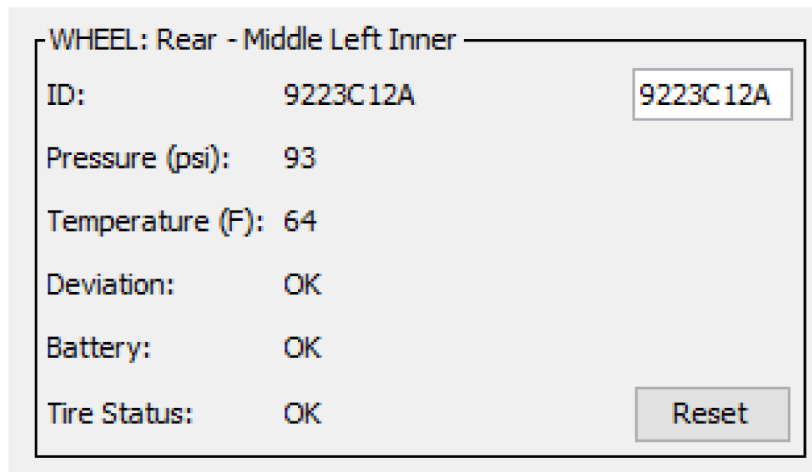 WHEEL: Rear - Middle Left Inner
ID: 9223C12A 9223C12A
Pressure (psi): 93
Temperature (F): 64
Deviation: OK
Battery: OK
Tire Status: OK Reset